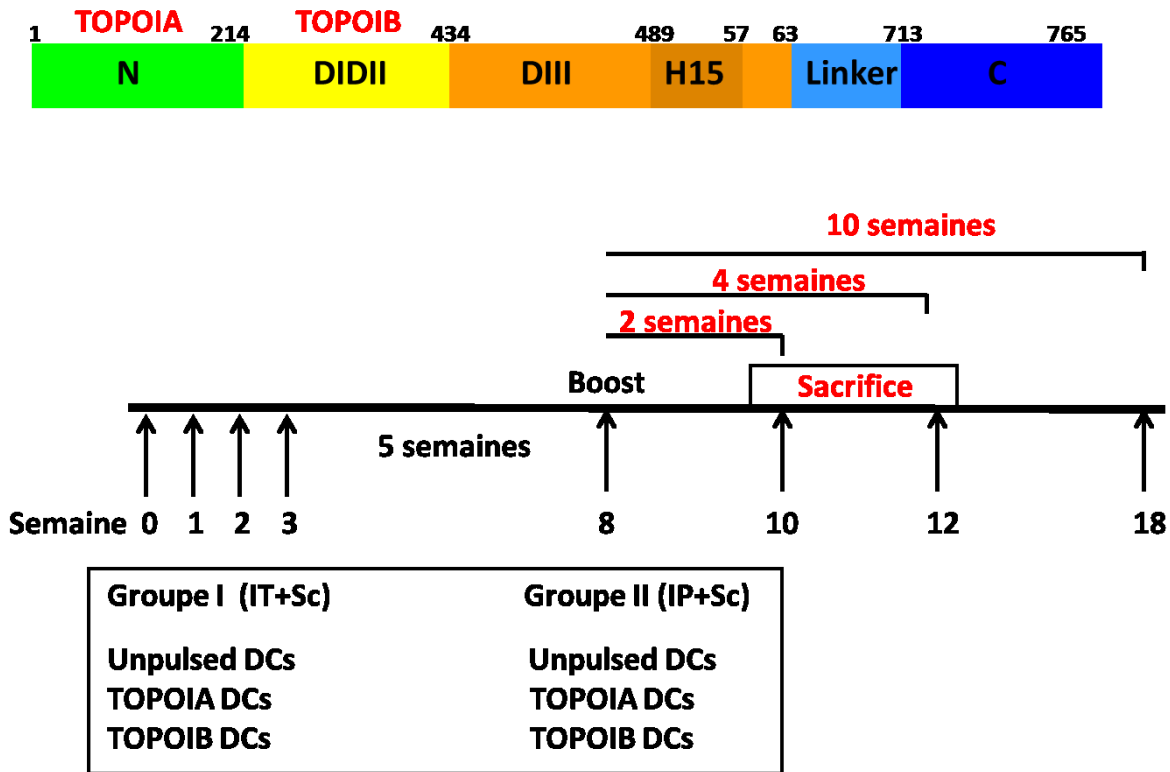 TOPOIA TOPOIB
1 214 434 489 57 63 713 765
N DIDII DIII H15 Linker C
10 semaines
4 semaines
2 semaines
Boost Sacrifice
5 semaines
Semaine 0 1 2 3 8 10 12 18
Groupe I (IT+Sc) Groupe II (IP+Sc)
Unpulsed DCs Unpulsed DCs
TOPOIA DCs TOPOIA DCs
TOPOIB DCs TOPOIB DCs